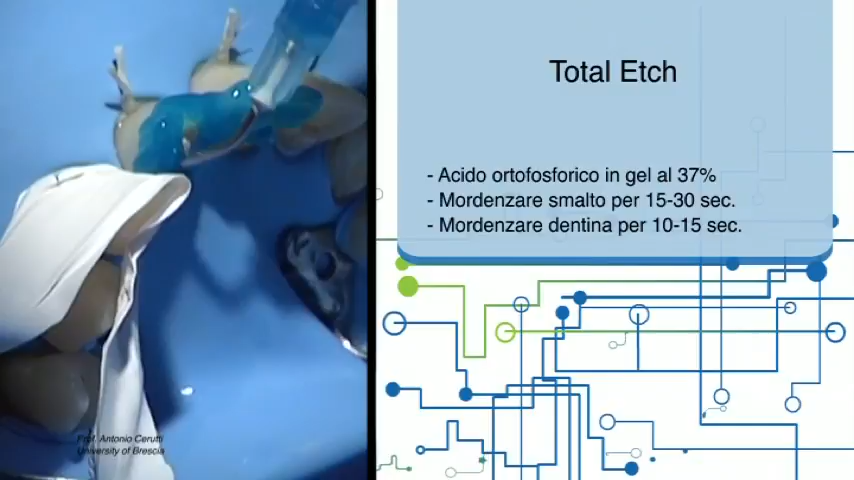 Total Etch
- Acido ortofosforico in gel al 37%
- Mordenzare smalto per 15-30 sec.
- Mordenzare dentina per 10-15 sec.
Prof. Antonio Cerutti
University of Brescia